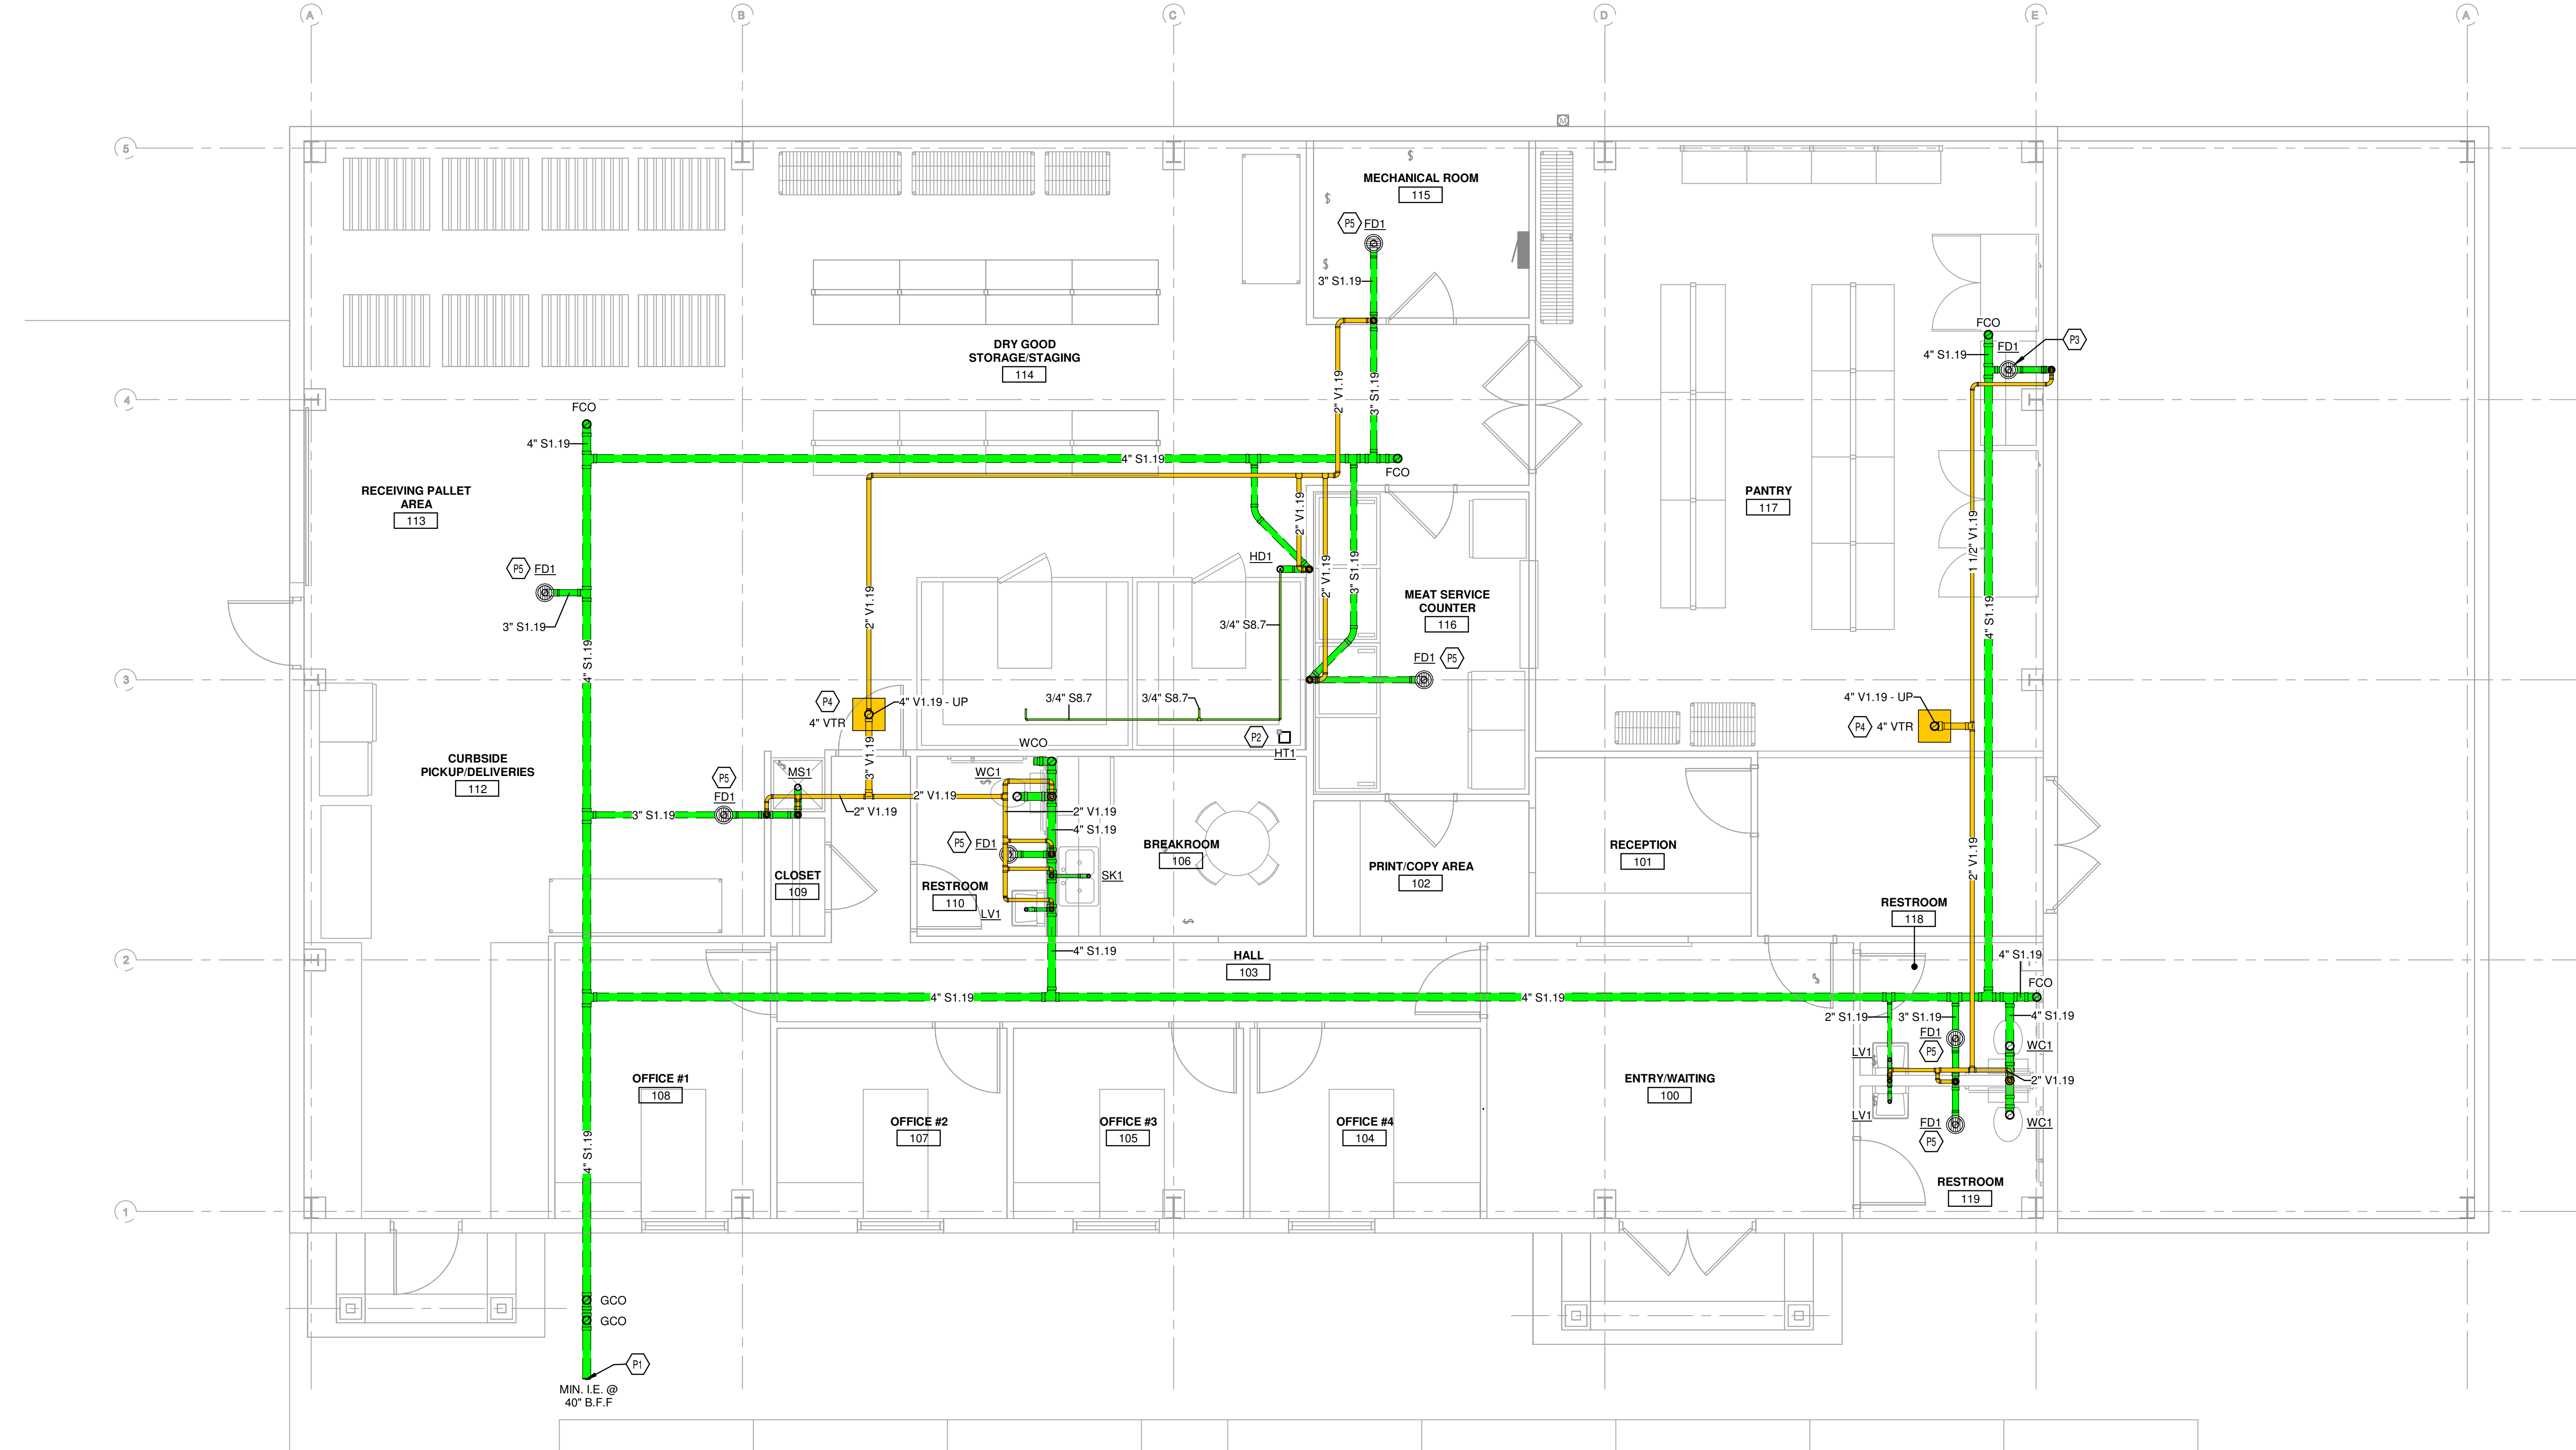 A
B
C
D
E
A
5
M
MECHANICAL ROOM
115
P5
FD1
3" S1.19
DRY GOOD
STORAGE/STAGING
114
FCO
4" S1.19
FD1
P3
4
2" V1.19
3" S1.19
FCO
4" S1.19
4" S1.19
FCO
RECEIVING PALLET
AREA
113
PANTRY
117
2" V1.19
1 1/2" V1.19
HD1
P5
FD1
2" V1.19
2" V1.19
3" S1.19
MEAT SERVICE
COUNTER
116
3" S1.19
3/4" S8.7
4" S1.19
4" S1.19
FD1
P5
3
P4
4" VTR
4" V1.19 - UP
3/4" S8.7
3/4" S8.7
4" V1.19 - UP
P4
4" VTR
P2
HT1
WCO
3" V1.19
CURBSIDE
PICKUP/DELIVERIES
112
P5
FD1
MS1
WC1
2" V1.19
2" V1.19
2" V1.19
3" S1.19
4" S1.19
P5
FD1
BREAKROOM
106
RECEPTION
101
2" V1.19
PRINT/COPY AREA
102
CLOSET
109
SK1
RESTROOM
110
LV1
RESTROOM
118
4" S1.19
HALL
103
4" S1.19
2
FCO
4" S1.19
4" S1.19
2" S1.19
3" S1.19
4" S1.19
FD1
P5
LV1
WC1
OFFICE #1
108
ENTRY/WAITING
100
2" V1.19
OFFICE #2
107
OFFICE #3
105
OFFICE #4
104
LV1
FD1
P5
WC1
4" S1.19
RESTROOM
119
1
GCO
GCO
P1
MIN. I.E. @
40" B.F.F